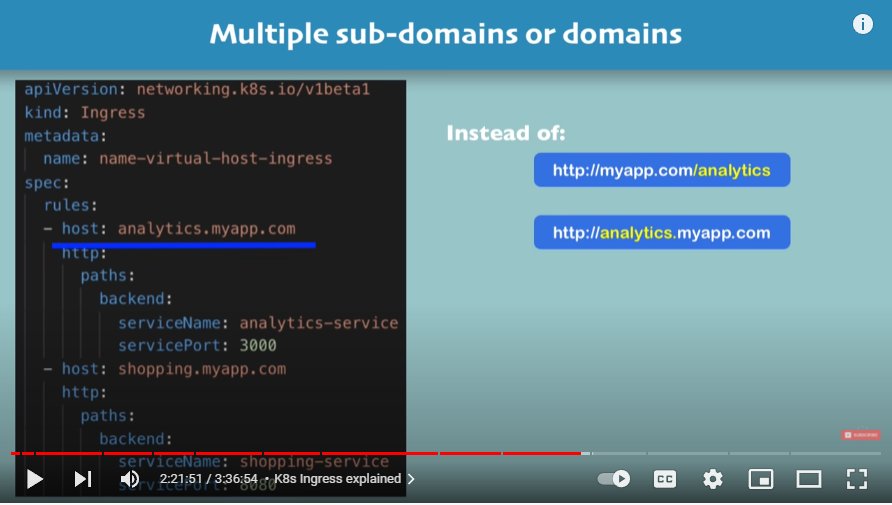 Multiple sub-domains or domains
apiVersion: networking.k8s.io/v1beta1
kind: Ingress
metadata:
name: name-virtual-host-ingress
spec:
rules:
- host: analytics.myapp.com
http:
paths:
backend:
serviceName: analytics-service
servicePort: 3000
- host: shopping.myapp.com
http:
paths:
backend:
serviceName: shopping-service
servicePort: 8080
Instead of:
http://myapp.com/analytics
http://analytics.myapp.com
SUBSCRIBE
2:21:51 / 3:36:54 • K8s Ingress explained
CC